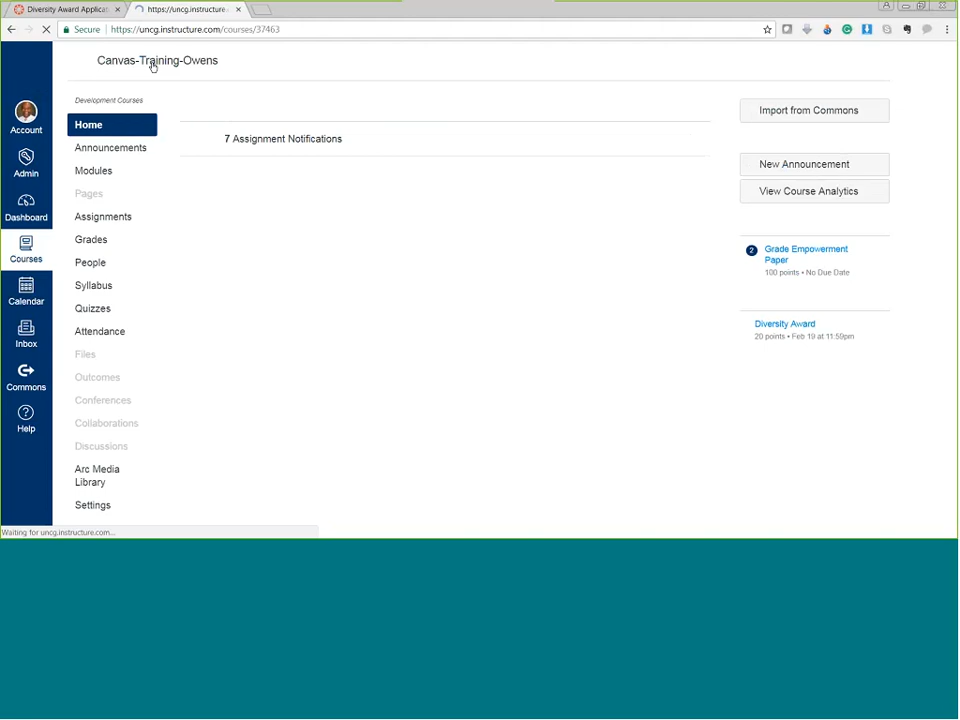 Diversity Award Applicat
https://uncg.instructure.
Secure
https://uncg.instructure.com/courses/37463
Canvas-Training-Owens
Account
Admin
Dashboard
Courses
Calendar
Inbox
Commons
Help
Development Courses
Home
Announcements
Modules
Pages
Assignments
Grades
People
Syllabus
Quizzes
Attendance
Files
Outcomes
Conferences
Collaborations
Discussions
Arc Media
Library
Settings
7 Assignment Notifications
Import from Commons
New Announcement
View Course Analytics
2
Grade Empowerment
Paper
100 points • No Due Date
Diversity Award
20 points • Feb 19 at 11:59pm
Waiting for uncg.instructure.com...